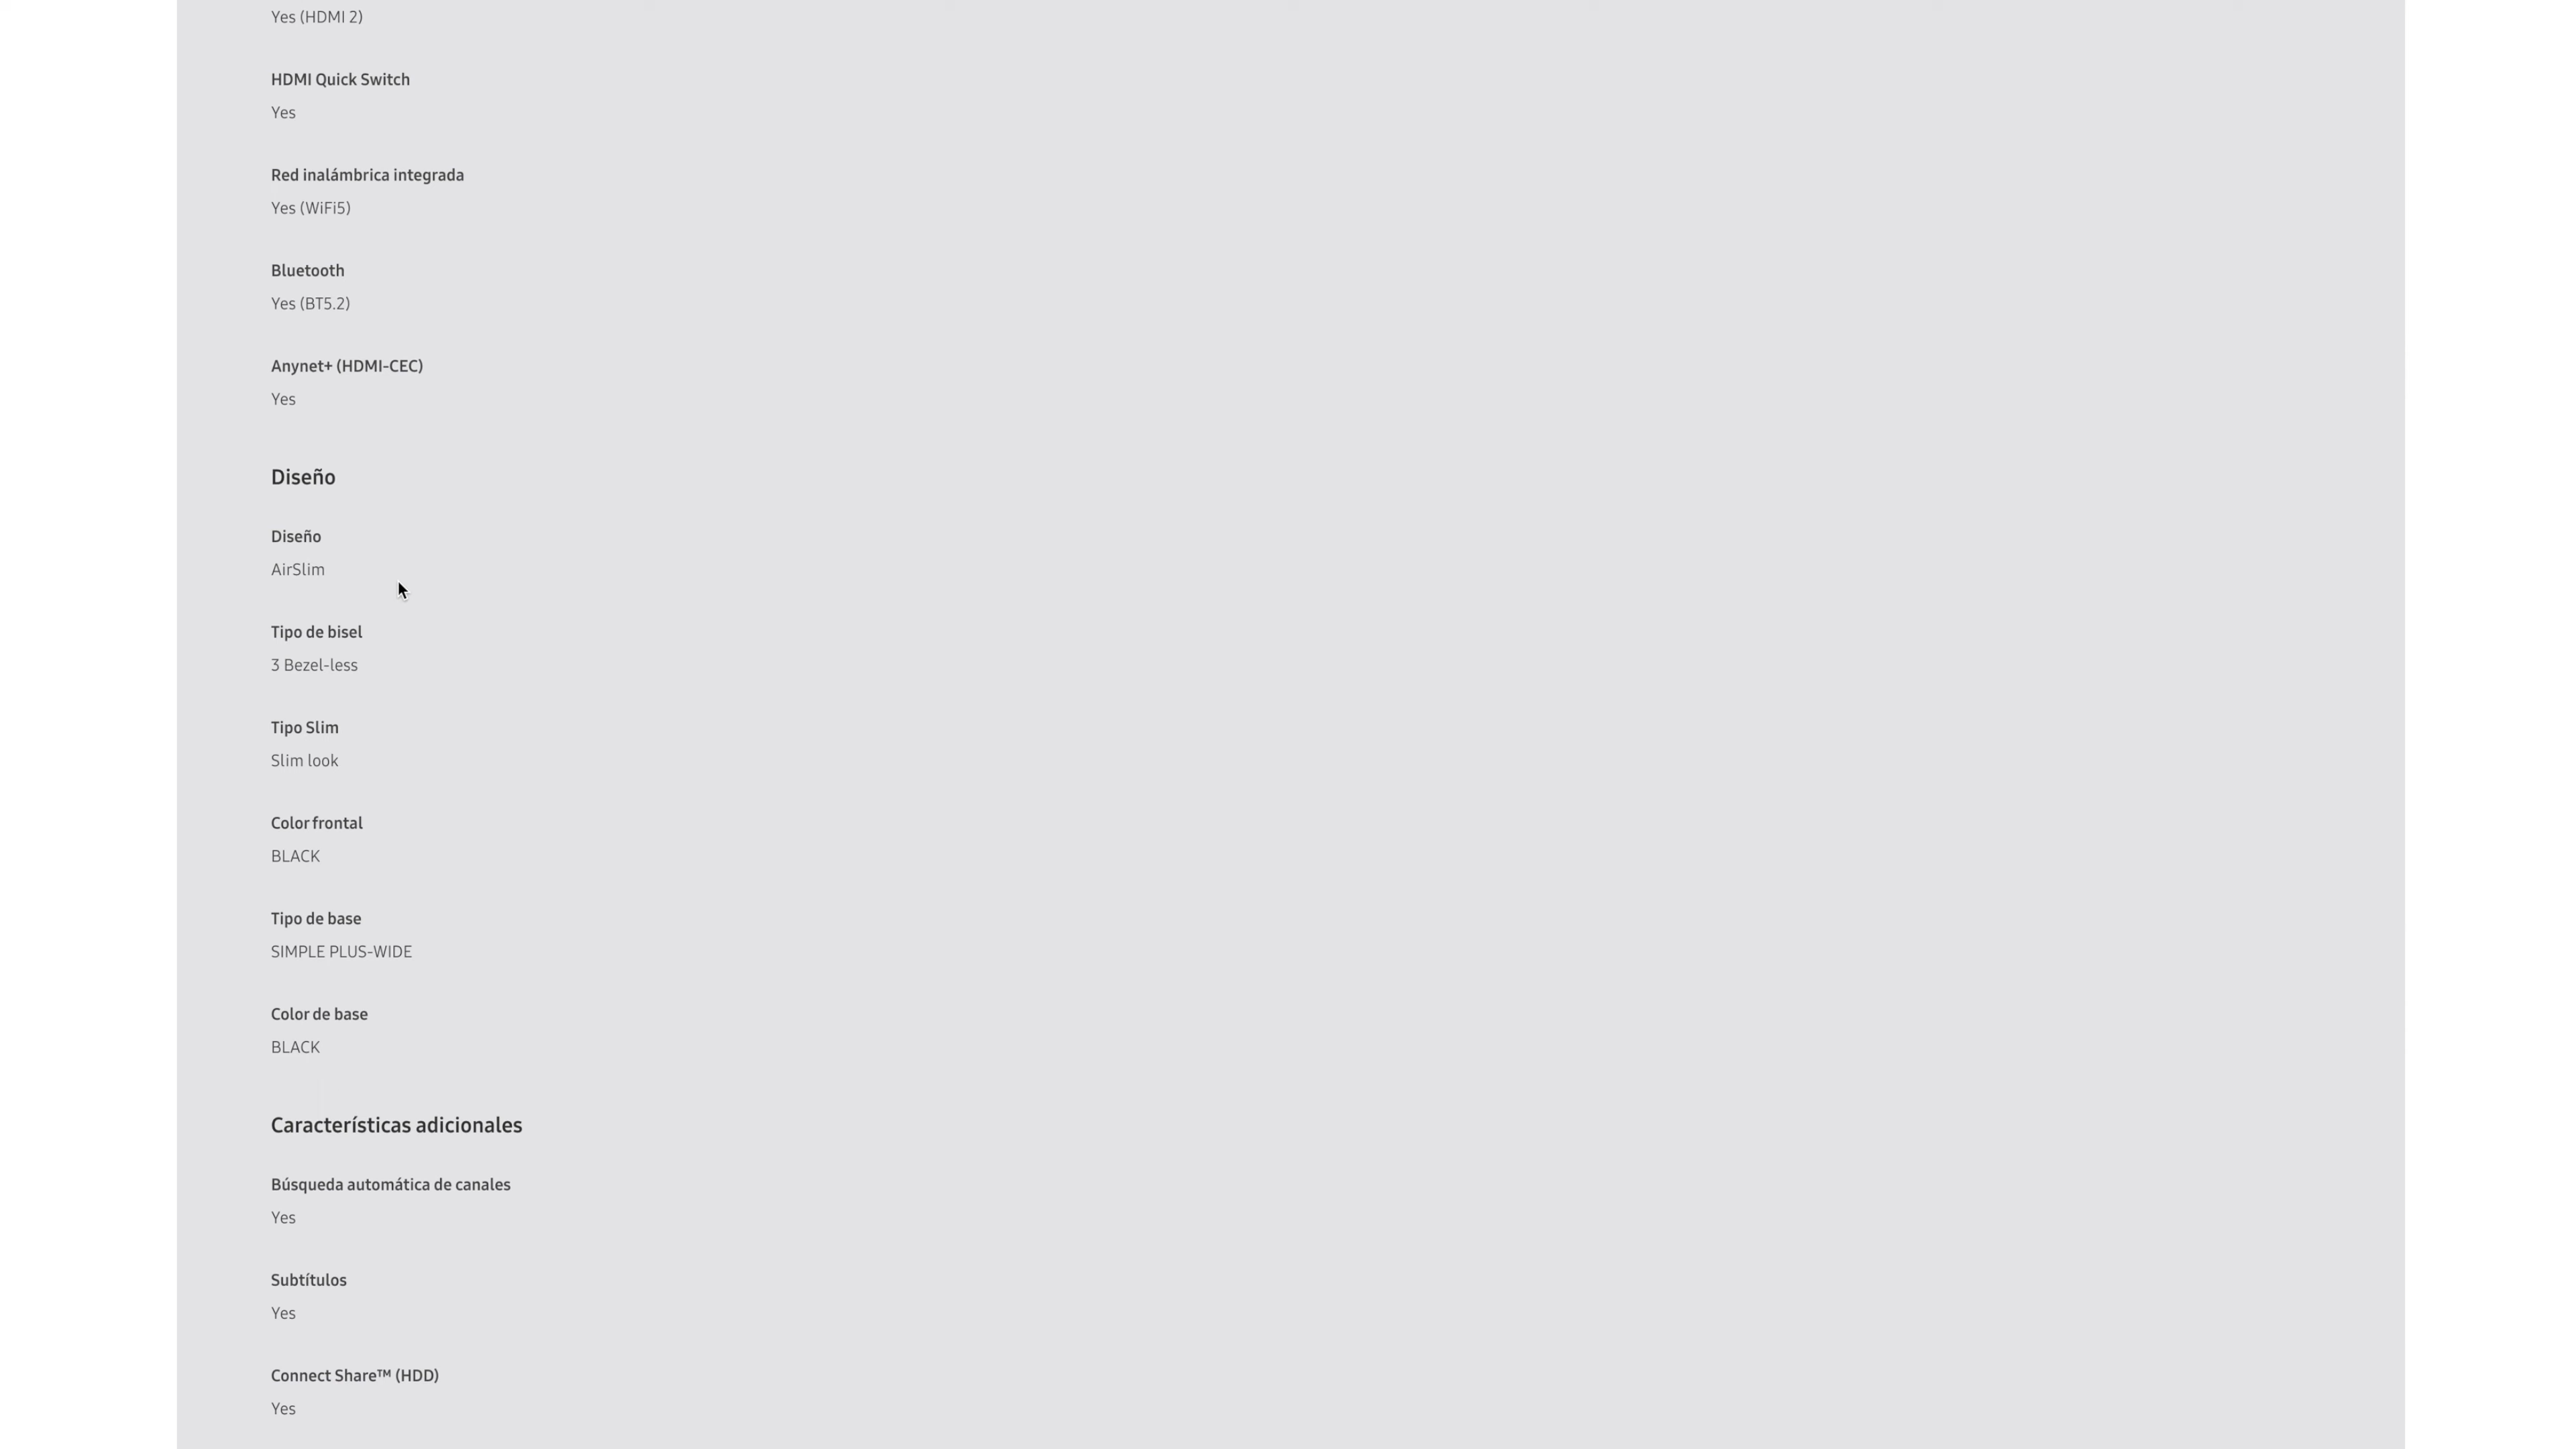 Yes (HDMI 2)
HDMI Quick Switch
Yes
Red inalámbrica integrada
Yes (WiFi5)
Bluetooth
Yes (BT5.2)
Anynet+ (HDMI-CEC)
Yes
Diseño
Diseño
AirSlim
Tipo de bisel
3 Bezel-less
Tipo Slim
Slim look
Color frontal
BLACK
Tipo de base
SIMPLE PLUS-WIDE
Color de base
BLACK
Características adicionales
Búsqueda automática de canales
Yes
Subtítulos
Yes
Connect Share™ (HDD)
Yes